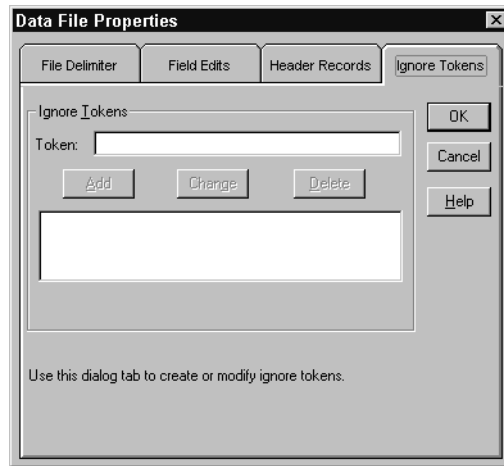 Data File Properties
File Delimiter Field Edits Header Records Ignore Tokens
Ignore Tokens
Token:
Add Change Delete
OK
Cancel
Help
Use this dialog tab to create or modify ignore tokens.